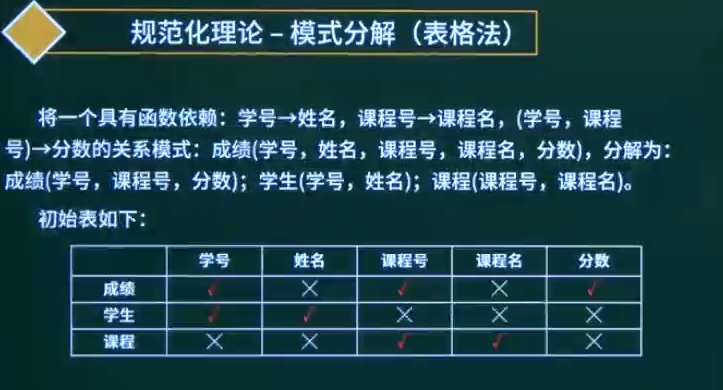 规范化理论 – 模式分解（表格法）
将一个具有函数依赖：学号→姓名，课程号→课程名，(学号，课程
号)→分数的关系模式：成绩(学号，姓名，课程号，课程名，分数)，分解为：
成绩(学号，课程号，分数)；学生(学号，姓名)；课程(课程号，课程名)。
初始表如下：
学号 姓名 课程号 课程名 分数
成绩 √ × √ × √
学生 √ √ × × ×
课程 × × √ √ ×